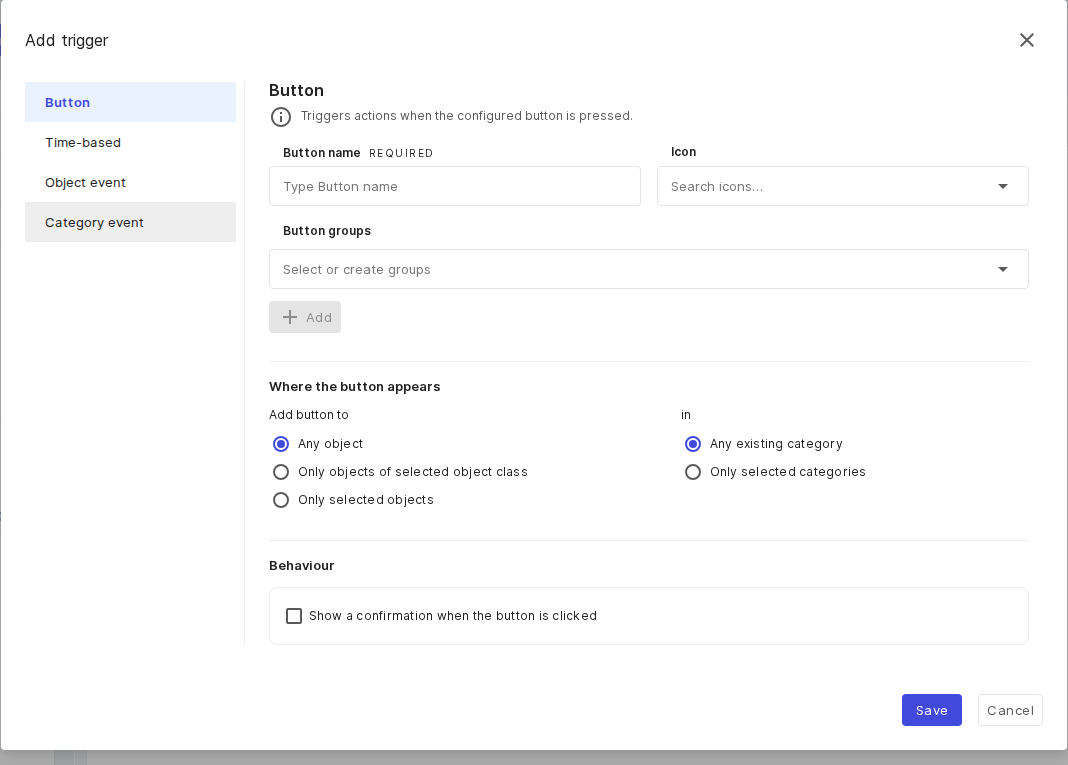 Add trigger
Button
Time-based
Object event
Category event
Button
Triggers actions when the configured button is pressed.
Button name REQUIRED
Icon
Type Button name
Search icons...
Button groups
Select or create groups
Add
Where the button appears
Add button to
in
Any object
Any existing category
Only objects of selected object class
Only selected categories
Only selected objects
Behaviour
Show a confirmation when the button is clicked
Save
Cancel